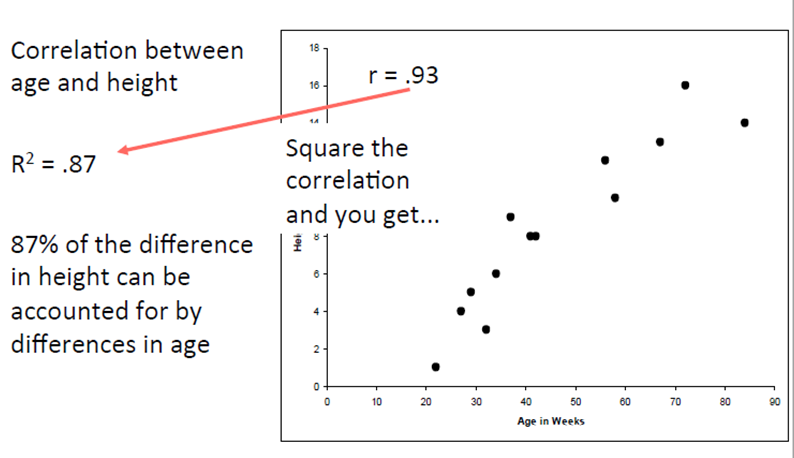 Correlation between
age and height
R² = .87
87% of the difference
in height can be
accounted for by
differences in age
r = .93
Square the
correlation
and you get...
18
16
14
8
6
4
2
0
Hei
0 10 20 30 40 50 60 70 80 90
Age in Weeks